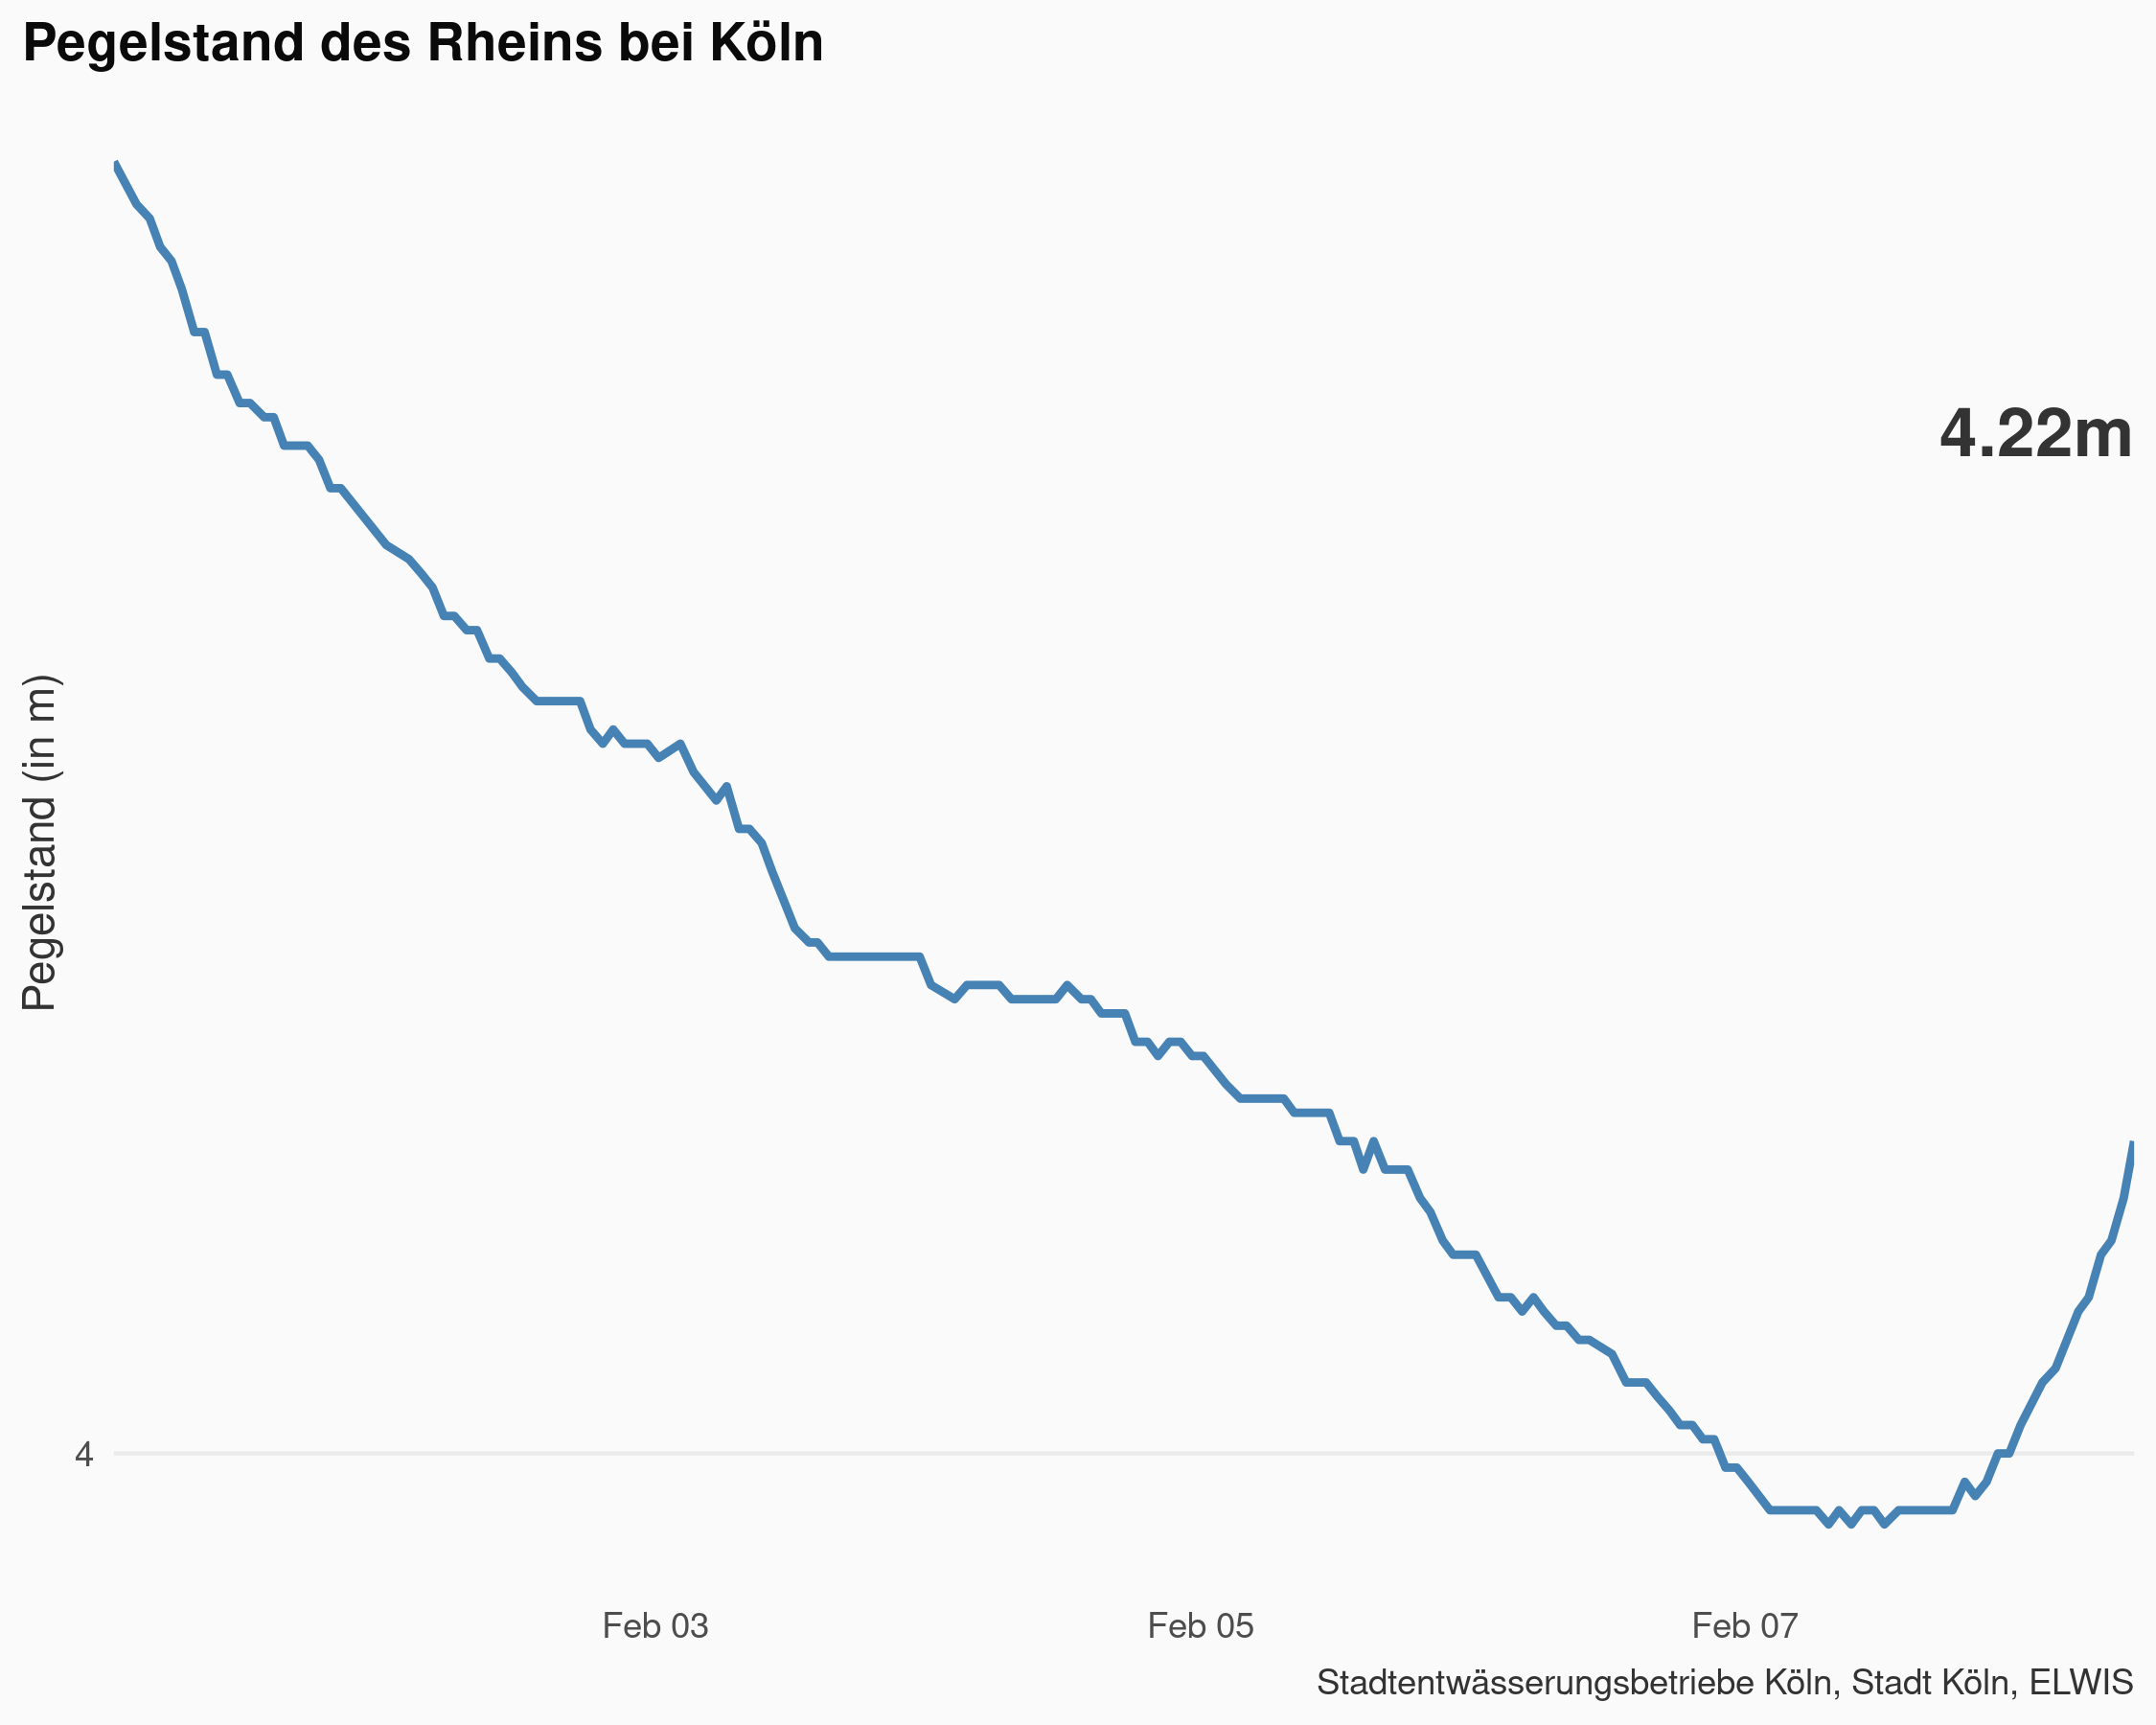 Pegelstand des Rheins bei Köln
4.22m
Pegelstand (in m)
4
Feb 03
Feb 05
Feb 07
Stadtentwässerungsbetriebe Köln, Stadt Köln, ELWIS